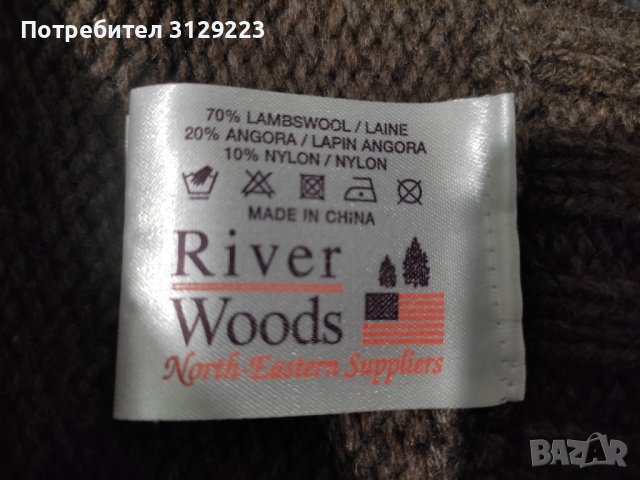 Потребител 3129223
70% LAMBSWOOL / LAINE
20% ANGORA / LAPIN ANGORA
10% NYLON / NYLON
MADE IN CHINA
River
Woods
North-Eastern Suppliers
BAZAR